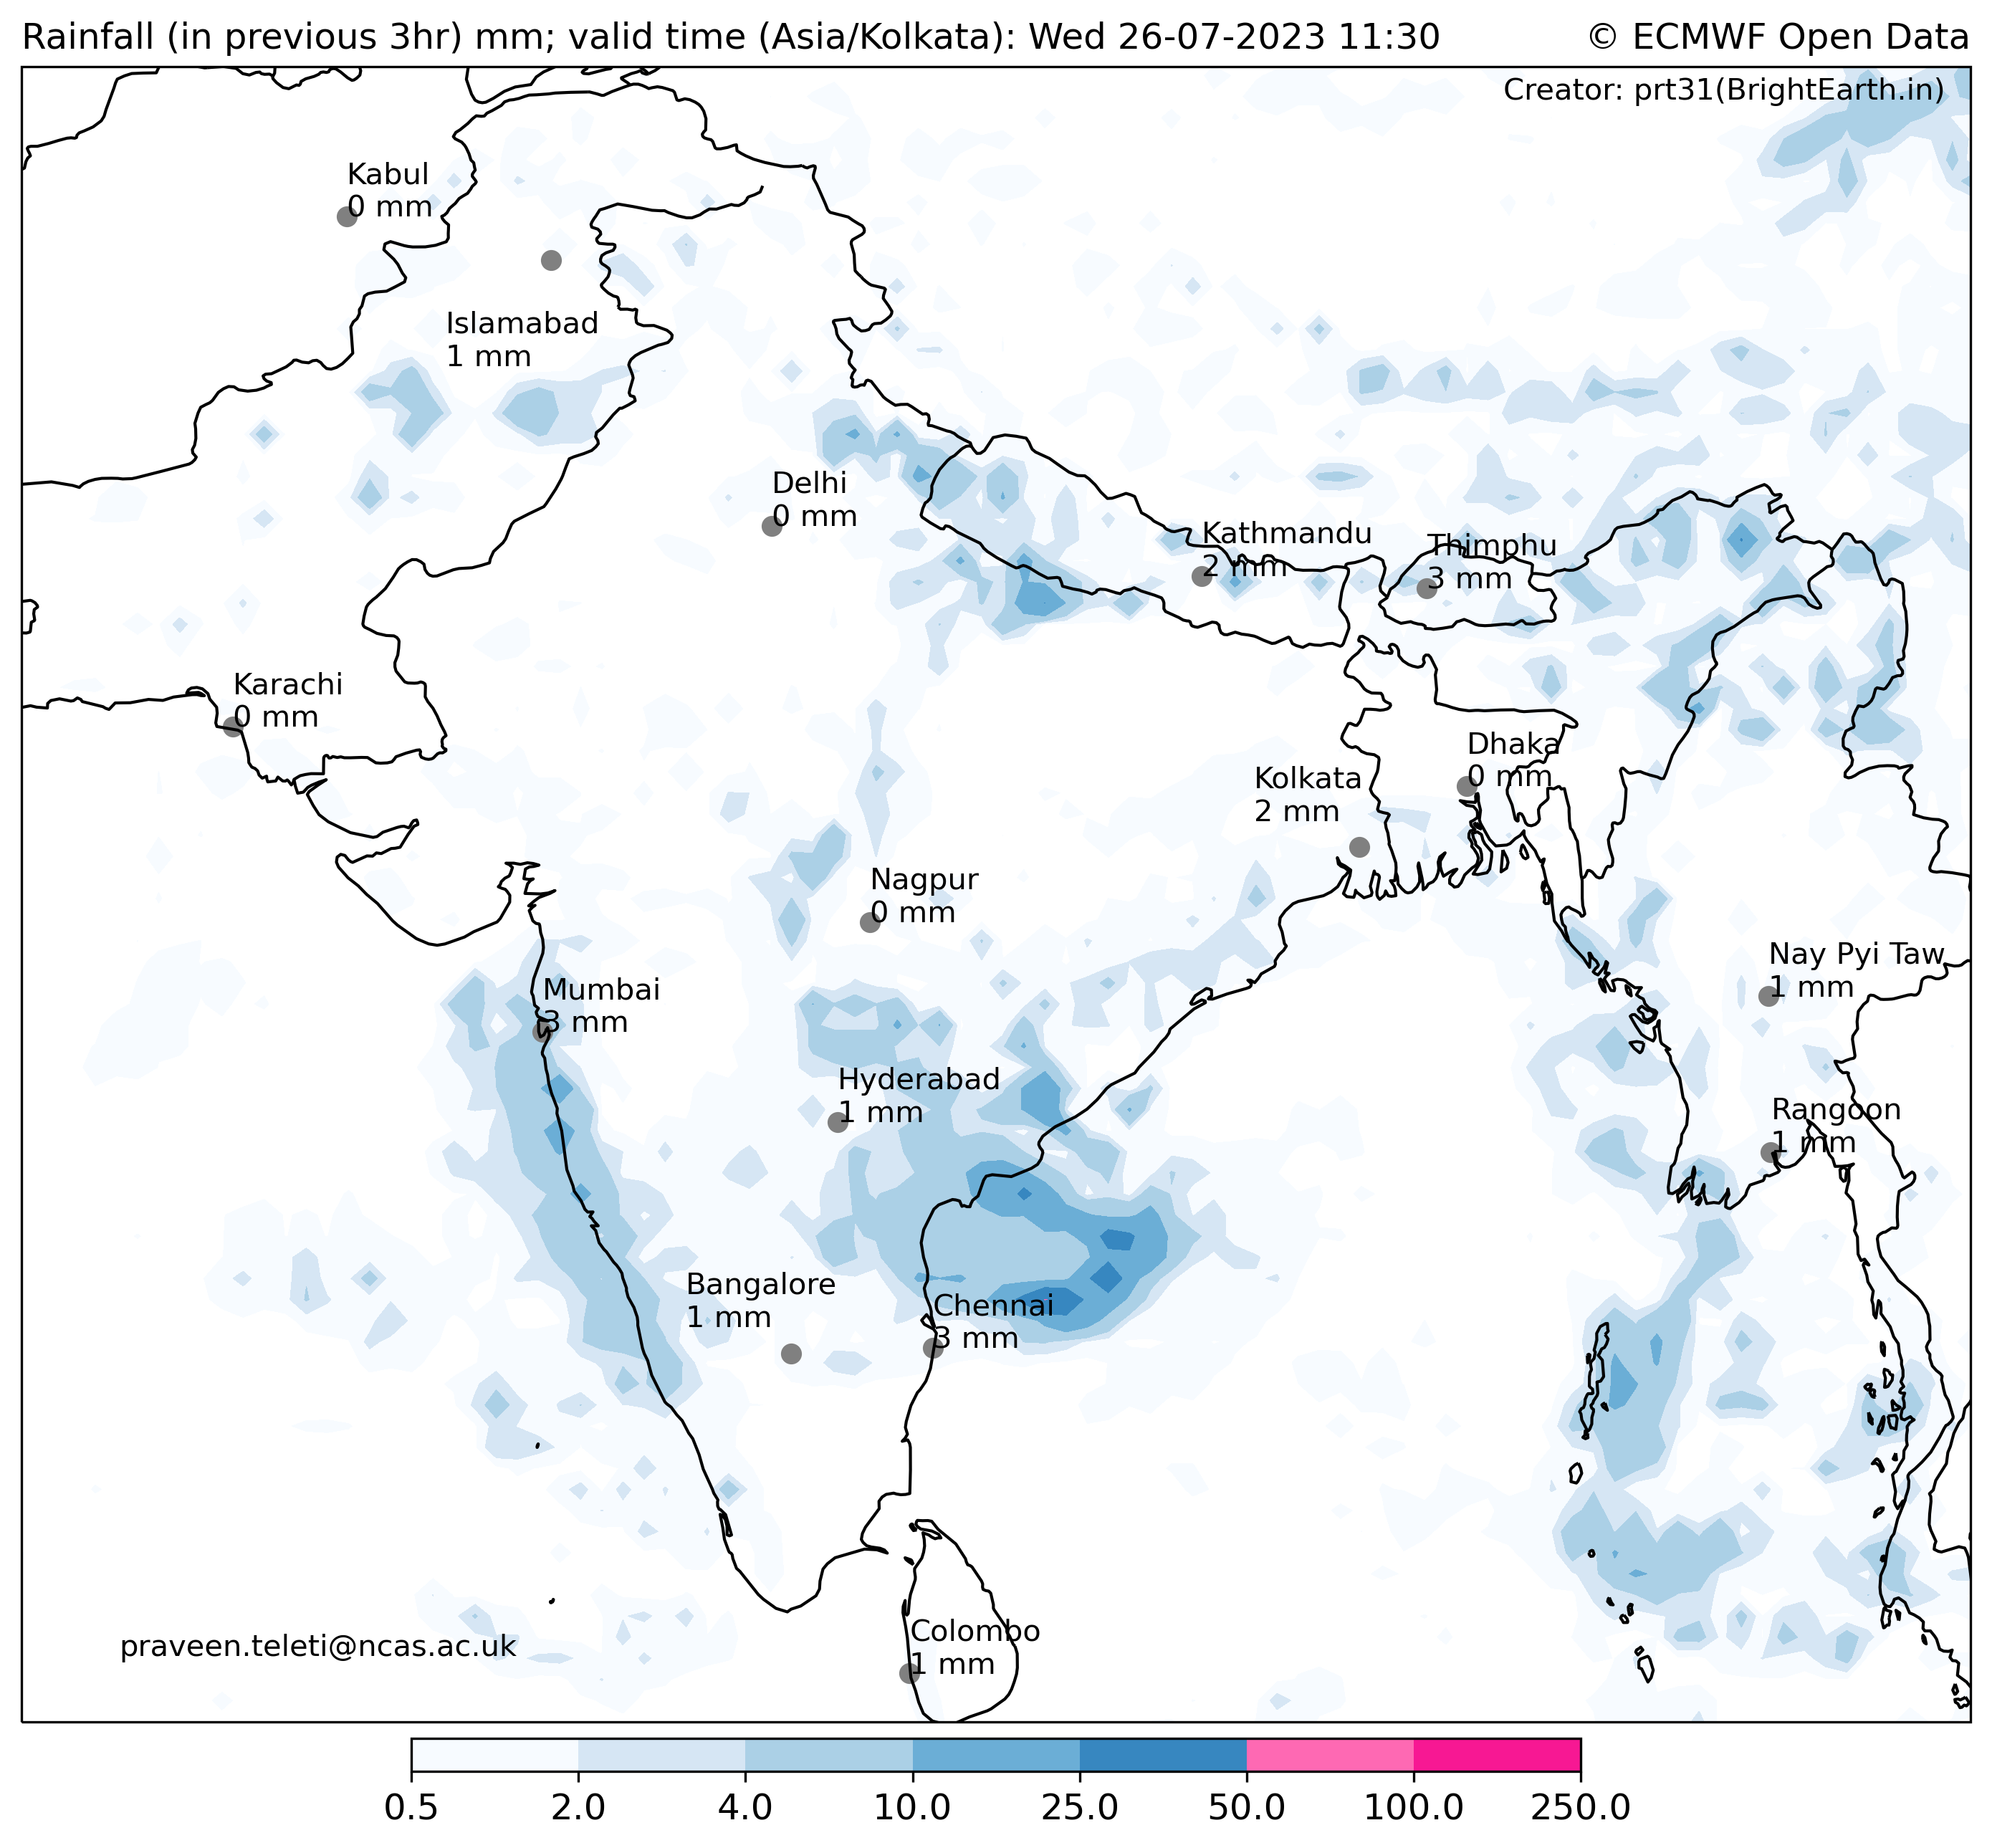 Rainfall (in previous 3hr) mm; valid time (Asia/Kolkata): Wed 26-07-2023 11:30
© ECMWF Open Data
Creator: prt31(BrightEarth.in)
Kabul
0 mm
Islamabad
1 mm
Delhi
0 mm
Kathmandu
2 mm
Thimphu
3 mm
Karachi
0 mm
Dhaka
0 mm
Kolkata
2 mm
Nagpur
0 mm
Nay Pyi Taw
1 mm
Mumbai
3 mm
Hyderabad
1 mm
Rangoon
1 mm
Bangalore
1 mm
Chennai
3 mm
Colombo
1 mm
praveen.teleti@ncas.ac.uk
0.5 2.0 4.0 10.0 25.0 50.0 100.0 250.0